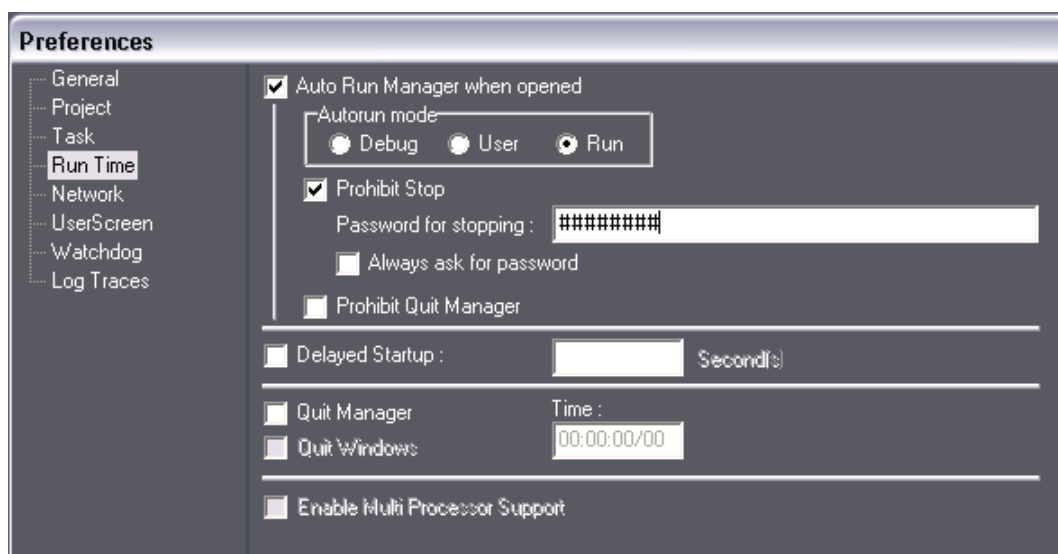 Preferences
General
Project
Task
Run Time
Network
UserScreen
Watchdog
Log Traces
Auto Run Manager when opened
Autorun mode
Debug User Run
Prohibit Stop
Password for stopping : ########
Always ask for password
Prohibit Quit Manager
Delayed Startup : Second(s)
Quit Manager Time :
Quit Windows 00:00:00/00
Enable Multi Processor Support